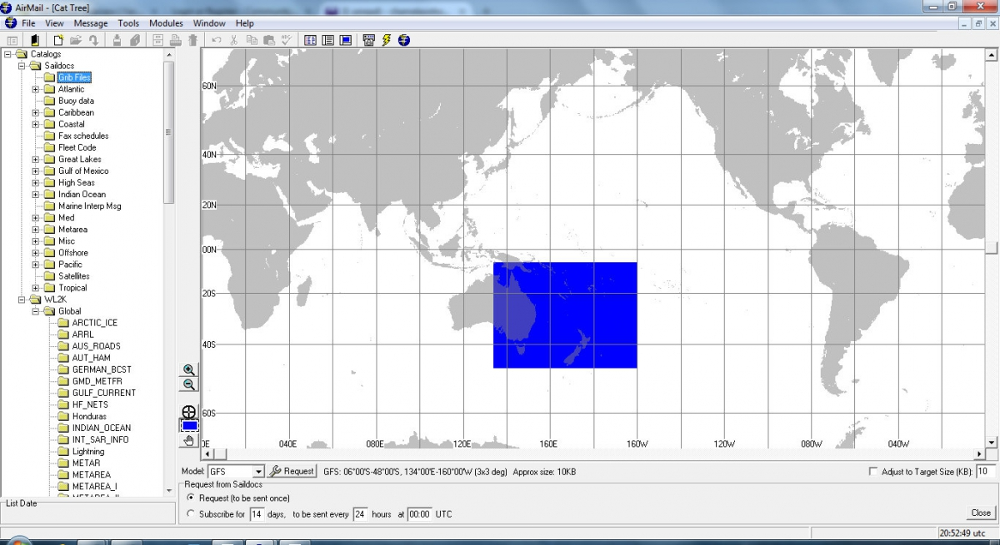 AirMail - [Cat Tree]
File View Message Tools Modules Window Help
Catalogs
Saildocs
Grib Files
Atlantic
Buoy data
Caribbean
Coastal
Fax schedules
Fleet Code
Great Lakes
Gulf of Mexico
High Seas
Indian Ocean
Marine Interp Msg
Med
Metarea
Misc
Offshore
Pacific
Satellites
Tropical
WL2K
Global
ARCTIC_ICE
ARRL
AUS_ROADS
AUT_HAM
GERMAN_BCST
GMD_METFR
GULF_CURRENT
HF_NETS
Honduras
INDIAN_OCEAN
INT_SAR_INFO
Lightning
METAR
METAREA
METAREA_I
List Date
60N
40N
20N
00N
20S
40S
60S
040E 080E 120E 160E 160W 120W 080W 040W
Model: GFS Request GFS: 06°00'S-48°00'S, 134°00'E-160°00'W (3x3 deg) Approx size: 10KB Adjust to Target Size (KB): 10
Request from Saildocs
Request (to be sent once)
Subscribe for 14 days, to be sent every 24 hours at 00:00 UTC
Close
20:52:49 utc